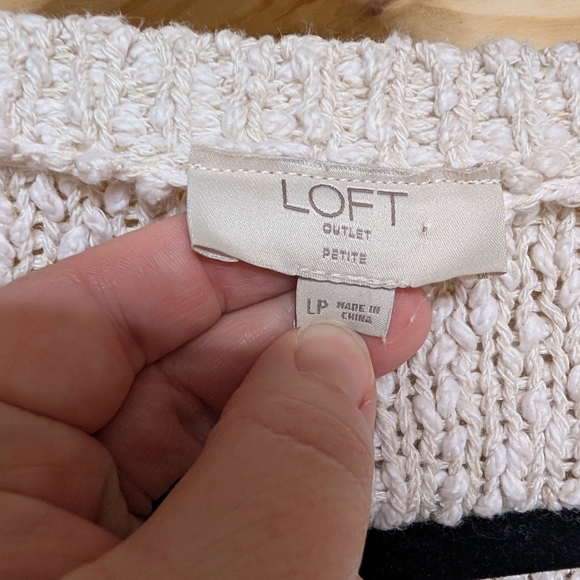 LOFT
OUTLET
PETITE
LP MADE IN
CHINA